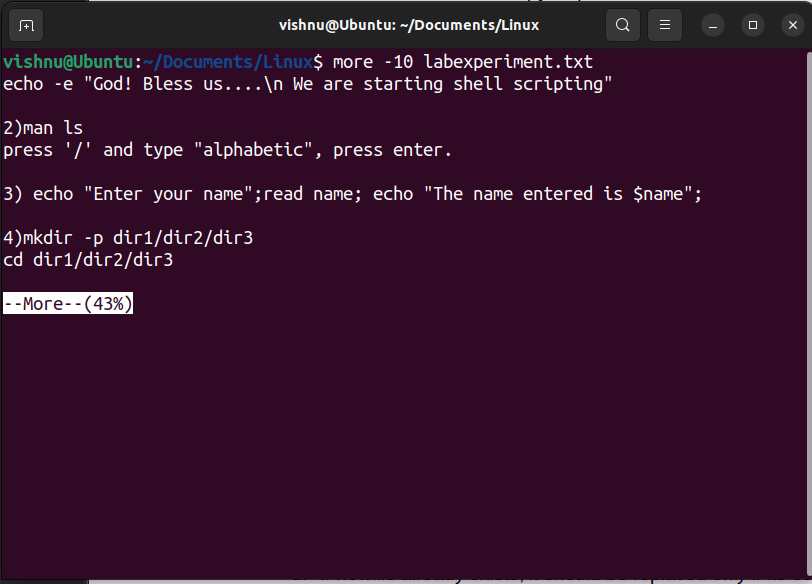 vishnu@Ubuntu: ~/Documents/Linux
vishnu@Ubuntu:~/Documents/Linux$ more -10 labexperiment.txt
echo -e "God! Bless us....\n We are starting shell scripting"
2)man ls
press '/' and type "alphabetic", press enter.
3) echo "Enter your name";read name; echo "The name entered is $name";
4)mkdir -p dir1/dir2/dir3
cd dir1/dir2/dir3
--More--(43%)